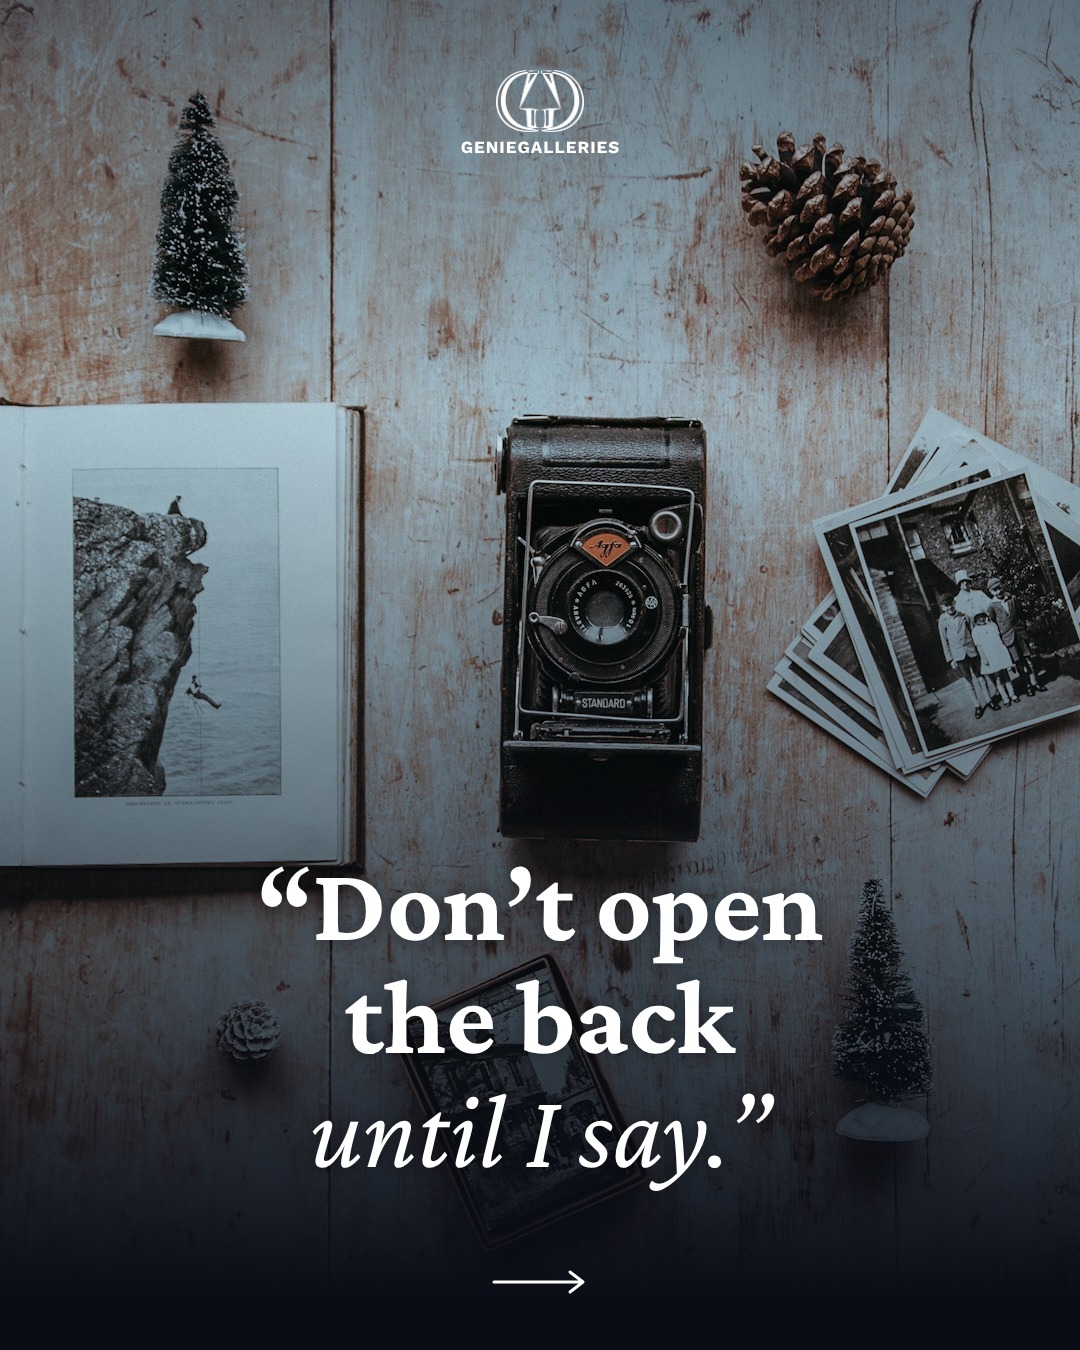 GENIEGALLERIES
Agfa
STANDARD
“Don’t open
the back
until I say.”